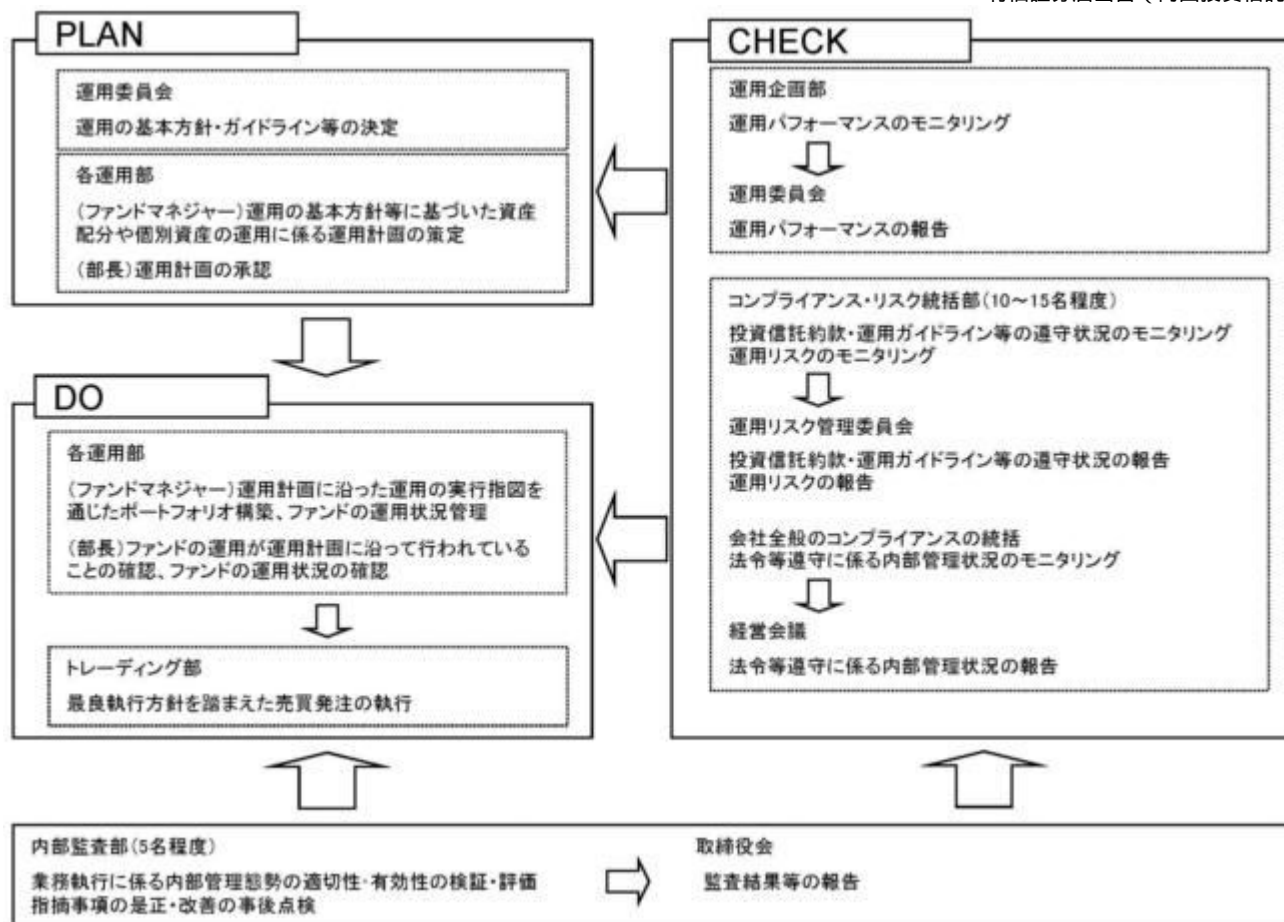 PLAN
運用委員会
運用の基本方針・ガイドライン等の決定
各運用部
(ファンドマネジャー)運用の基本方針等に基づいた資産
配分や個別資産の運用に係る運用計画の策定
(部長)運用計画の承認
DO
各運用部
(ファンドマネジャー)運用計画に沿った運用の実行指図を
通じたポートフォリオ構築、ファンドの運用状況管理
(部長)ファンドの運用が運用計画に沿って行われている
ことの確認、ファンドの運用状況の確認
トレーディング部
最良執行方針を踏まえた売買発注の執行
CHECK
運用企画部
運用パフォーマンスのモニタリング
運用委員会
運用パフォーマンスの報告
コンプライアンス・リスク統括部(10~15名程度)
投資信託約款・運用ガイドライン等の遵守状況のモニタリング
運用リスクのモニタリング
運用リスク管理委員会
投資信託約款・運用ガイドライン等の遵守状況の報告
運用リスクの報告
会社全般のコンプライアンスの統括
法令等遵守に係る内部管理状況のモニタリング
経営会議
法令等遵守に係る内部管理状況の報告
内部監査部(5名程度)
業務執行に係る内部管理態勢の適切性・有効性の検証・評価
指摘事項の是正・改善の事後点検
取締役会
監査結果等の報告